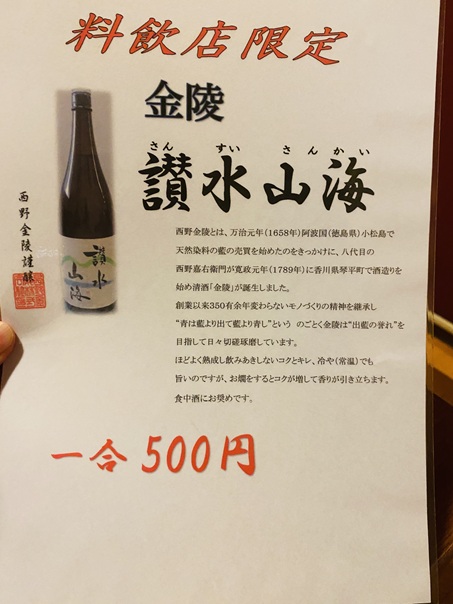 料飲店限定
金陵
さん すい さんかい
讃水山海
讃水
山海
西野金陵謹醸
西野金陵とは、万治元年(1658年)阿波国(徳島県)小松島で
天然染料の藍の売買を始めたのをきっかけに、八代目の
西野嘉右衛門が寛政元年(1789年)に香川県琴平町で酒造りを
始め清酒「金陵」が誕生しました。
創業以来350有余年変わらないモノづくりの精神を継承し
“青は藍より出て藍より青し”という のごとく金陵は“出藍の誉れ”を
目指して日々切磋琢磨しています。
ほどよく熟成し飲みあきしないコクとキレ、冷や(常温)でも
旨いのですが、お燗をするとコクが増して香りが引き立ちます。
食中酒にお奨めです。
一合 500円